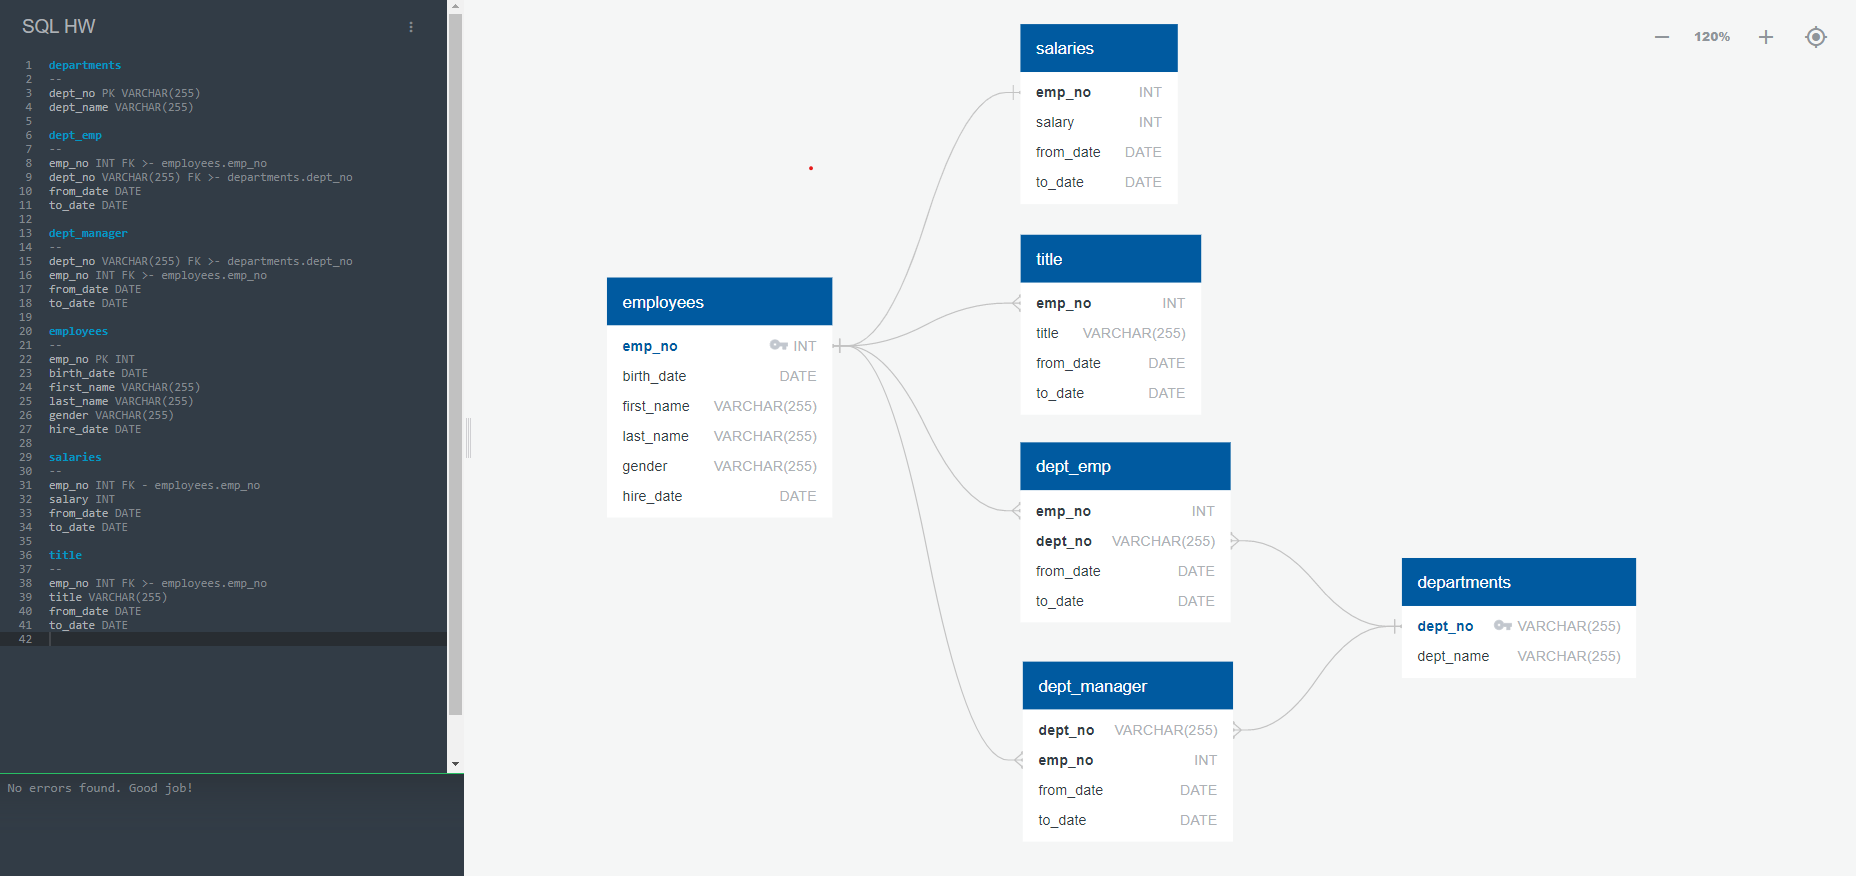 SQL HW
1 departments
2 --
3 dept_no PK VARCHAR(255)
4 dept_name VARCHAR(255)
5
6 dept_emp
7 --
8 emp_no INT FK >- employees.emp_no
9 dept_no VARCHAR(255) FK >- departments.dept_no
10 from_date DATE
11 to_date DATE
12
13 dept_manager
14 --
15 dept_no VARCHAR(255) FK >- departments.dept_no
16 emp_no INT FK >- employees.emp_no
17 from_date DATE
18 to_date DATE
19
20 employees
21 --
22 emp_no PK INT
23 birth_date DATE
24 first_name VARCHAR(255)
25 last_name VARCHAR(255)
26 gender VARCHAR(255)
27 hire_date DATE
28
29 salaries
30 --
31 emp_no INT FK - employees.emp_no
32 salary INT
33 from_date DATE
34 to_date DATE
35
36 title
37 --
38 emp_no INT FK >- employees.emp_no
39 title VARCHAR(255)
40 from_date DATE
41 to_date DATE
42
No errors found. Good job!
120%
employees
emp_no INT
birth_date DATE
first_name VARCHAR(255)
last_name VARCHAR(255)
gender VARCHAR(255)
hire_date DATE
salaries
emp_no INT
salary INT
from_date DATE
to_date DATE
title
emp_no INT
title VARCHAR(255)
from_date DATE
to_date DATE
dept_emp
emp_no INT
dept_no VARCHAR(255)
from_date DATE
to_date DATE
dept_manager
dept_no VARCHAR(255)
emp_no INT
from_date DATE
to_date DATE
departments
dept_no VARCHAR(255)
dept_name VARCHAR(255)